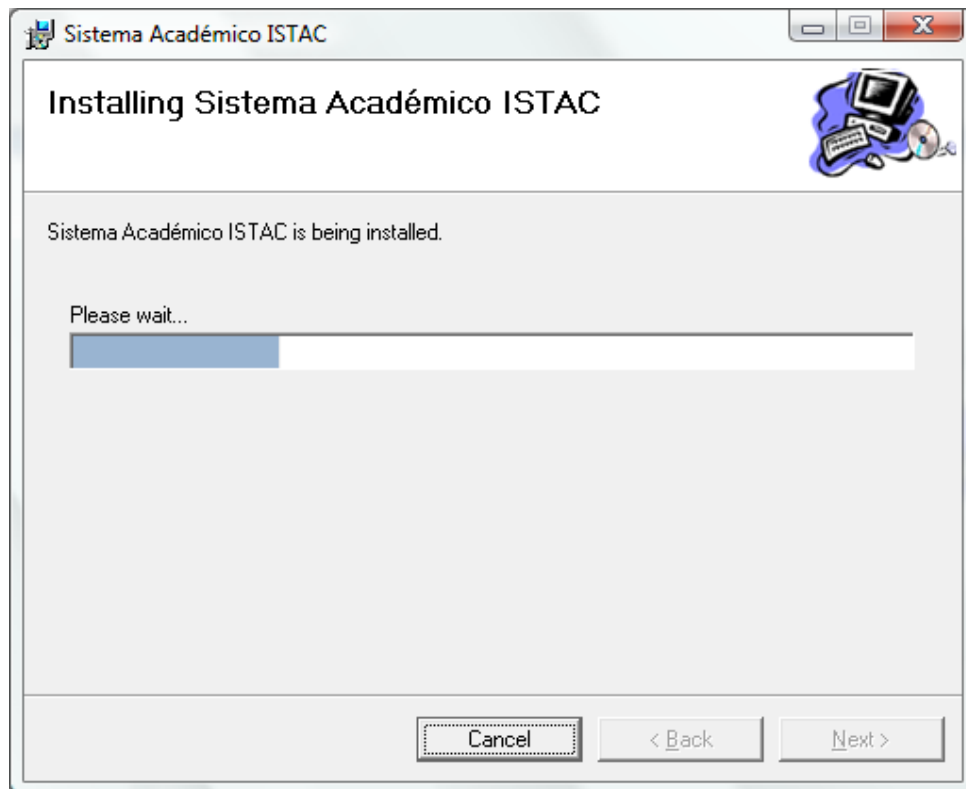 Sistema Académico ISTAC
Installing Sistema Académico ISTAC
Sistema Académico ISTAC is being installed.
Please wait...
Cancel
< Back
Next >